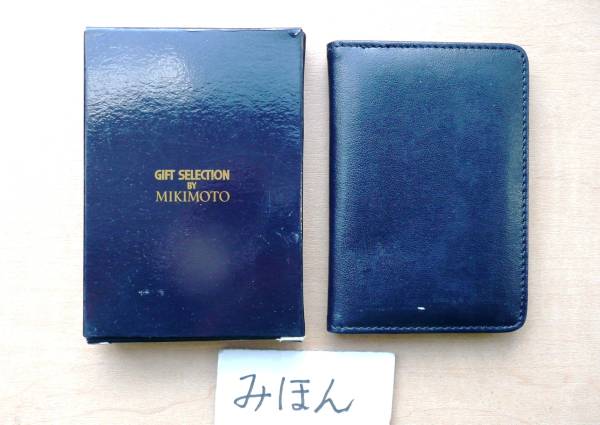 GIFT SELECTION
BY
MIKIMOTO
みほん